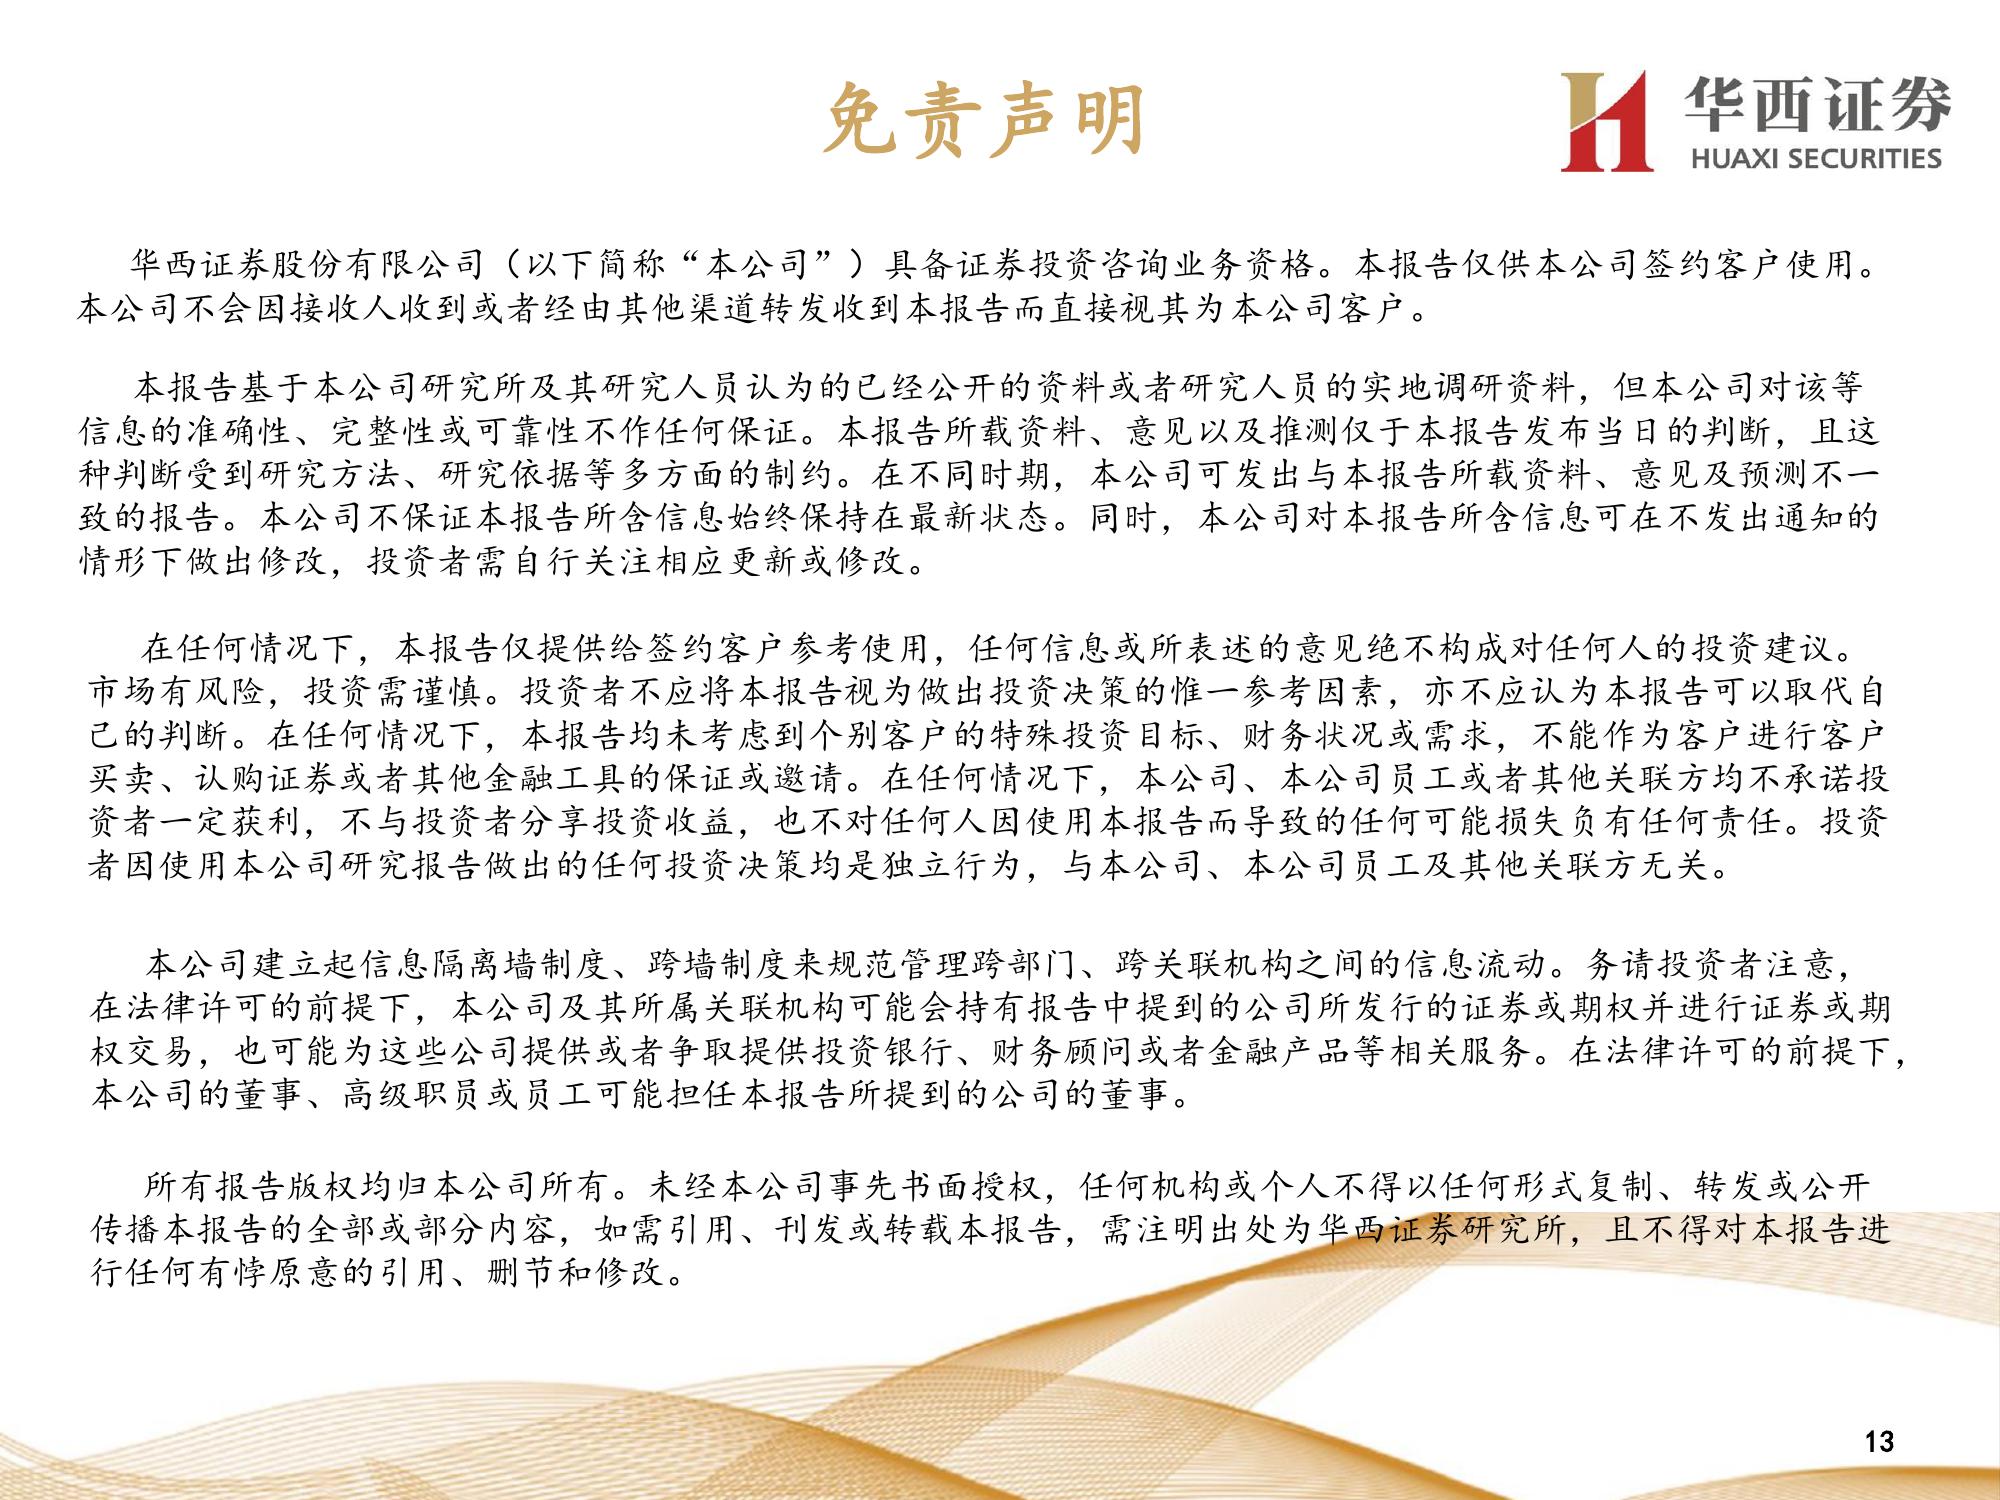 免责声明
华西证券
HUAXI SECURITIES
华西证券股份有限公司（以下简称“本公司”）具备证券投资咨询业务资格。本报告仅供本公司签约客户使用。
本公司不会因接收人收到或者经由其他渠道转发收到本报告而直接视其为本公司客户。
本报告基于本公司研究所及其研究人员认为的已经公开的资料或者研究人员的实地调研资料，但本公司对该等
信息的准确性、完整性或可靠性不作任何保证。本报告所载资料、意见以及推测仅于本报告发布当日的判断，且这
种判断受到研究方法、研究依据等多方面的制约。在不同时期，本公司可发出与本报告所载资料、意见及预测不一
致的报告。本公司不保证本报告所含信息始终保持在最新状态。同时，本公司对本报告所含信息可在不发出通知的
情形下做出修改，投资者需自行关注相应更新或修改。
在任何情况下，本报告仅提供给签约客户参考使用，任何信息或所表述的意见绝不构成对任何人的投资建议。
市场有风险，投资需谨慎。投资者不应将本报告视为做出投资决策的惟一参考因素，亦不应认为本报告可以取代自
己的判断。在任何情况下，本报告均未考虑到个别客户的特殊投资目标、财务状况或需求，不能作为客户进行客户
买卖、认购证券或者其他金融工具的保证或邀请。在任何情况下，本公司、本公司员工或者其他关联方均不承诺投
资者一定获利，不与投资者分享投资收益，也不对任何人因使用本报告而导致的任何可能损失负有任何责任。投资
者因使用本公司研究报告做出的任何投资决策均是独立行为，与本公司、本公司员工及其他关联方无关。
本公司建立起信息隔离墙制度、跨墙制度来规范管理跨部门、跨关联机构之间的信息流动。务请投资者注意，
在法律许可的前提下，本公司及其所属关联机构可能会持有报告中提到的公司所发行的证券或期权并进行证券或期
权交易，也可能为这些公司提供或者争取提供投资银行、财务顾问或者金融产品等相关服务。在法律许可的前提下，
本公司的董事、高级职员或员工可能担任本报告所提到的公司的董事。
所有报告版权均归本公司所有。未经本公司事先书面授权，任何机构或个人不得以任何形式复制、转发或公开
传播本报告的全部或部分内容，如需引用、刊发或转载本报告，需注明出处为华西证券研究所，且不得对本报告进
行任何有悖原意的引用、删节和修改。
13